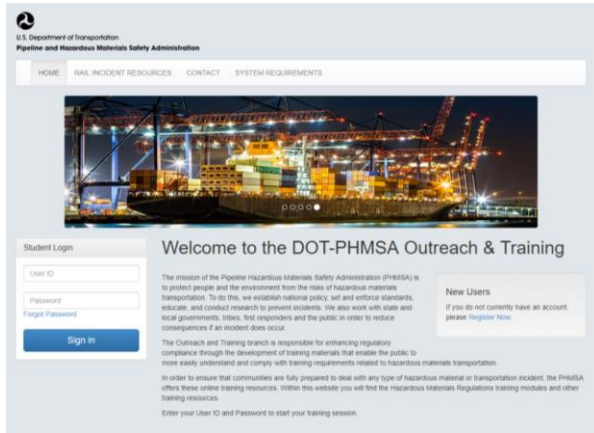 U.S. Department of Transportation
Pipeline and Hazardous Materials Safety Administration
HOME RAIL INCIDENT RESOURCES CONTACT SYSTEM REQUIREMENTS
Student Login
User ID
Password
Forgot Password
Sign in
Welcome to the DOT-PHMSA Outreach & Training
The mission of the Pipeline Hazardous Materials Safety Administration (PHMSA) is
to protect people and the environment from the risks of hazardous materials
transportation. To do this, we establish national policy, set and enforce standards,
educate, and conduct research to prevent incidents. We also work with state and
local governments, tribes, first responders and the public in order to reduce
consequences if an incident does occur.
New Users
If you do not currently have an account,
please Register Now.
The Outreach and Training branch is responsible for enhancing regulatory
compliance through the development of training materials that enable the public to
more easily understand and comply with training requirements related to hazardous materials transportation.
In order to ensure that communities are fully prepared to deal with any type of hazardous material or transportation incident, the PHMSA
offers these online training resources. Within this website you will find the Hazardous Materials Regulations training modules and other
training resources.
Enter your User ID and Password to start your training session.